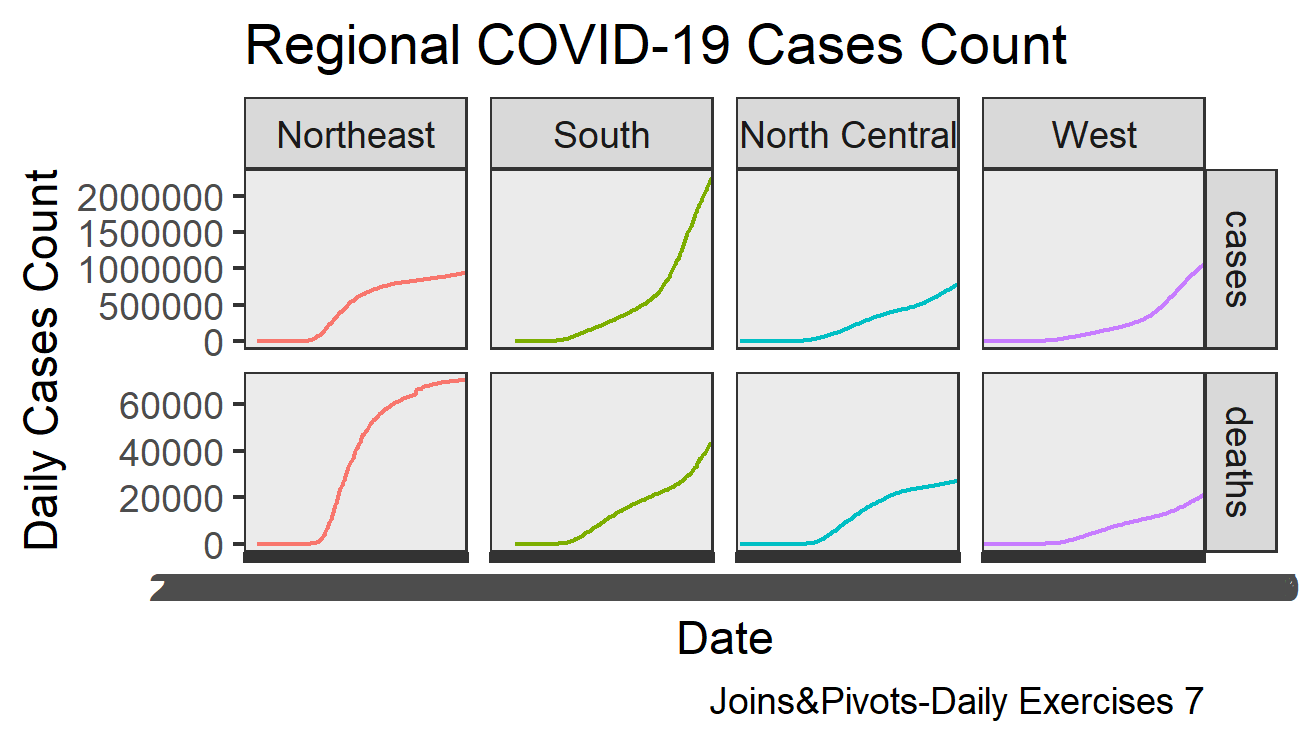 Regional COVID-19 Cases Count
Northeast
South
North Central
West
Daily Cases Count
2000000
1500000
1000000
500000
0
cases
60000
40000
20000
0
deaths
Date
Joins&Pivots-Daily Exercises 7